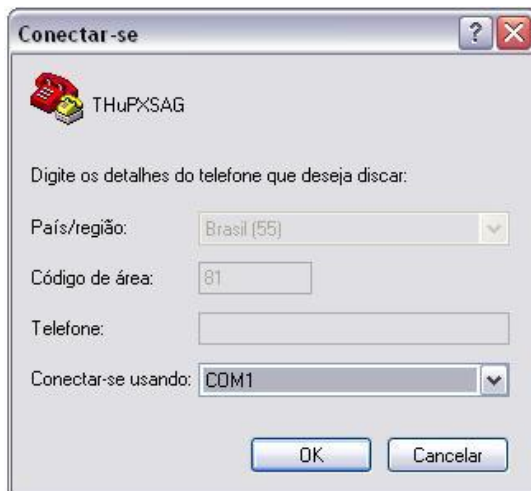 Conectar-se
?
THuPXSAG
Digite os detalhes do telefone que deseja discar:
País/região: Brasil (55)
Código de área: 81
Telefone:
Conectar-se usando: COM1
OK Cancelar